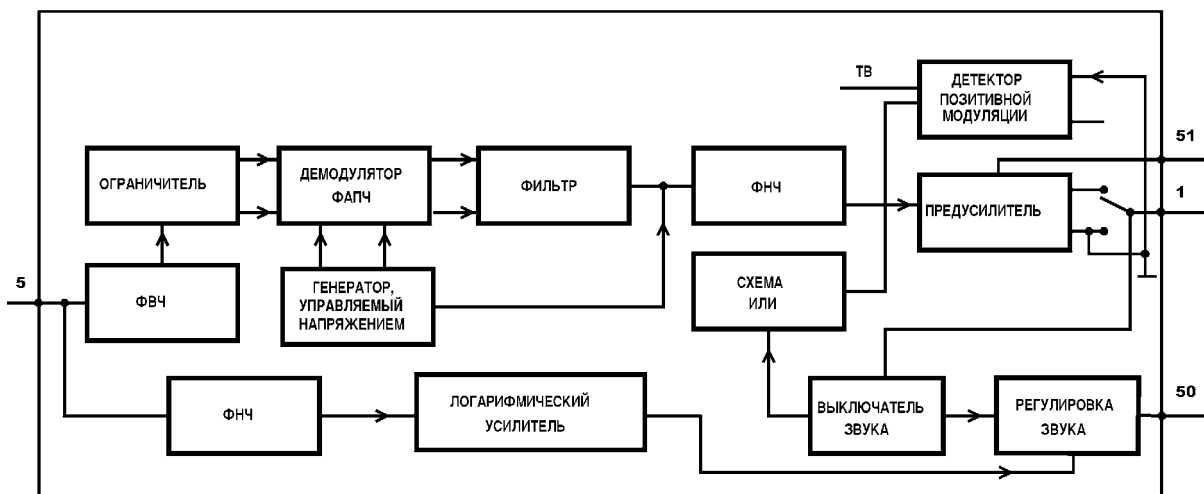 ТВ
ДЕТЕКТОР
ПОЗИТИВНОЙ
МОДУЛЯЦИИ
51
ОГРАНИЧИТЕЛЬ
ДЕМОДУЛЯТОР
ФАПЧ
ФИЛЬТР
ФНЧ
ПРЕДУСИЛИТЕЛЬ
1
5
ФВЧ
ГЕНЕРАТОР,
УПРАВЛЯЕМЫЙ
НАПРЯЖЕНИЕМ
СХЕМА
ИЛИ
ФНЧ
ЛОГАРИФМИЧЕСКИЙ
УСИЛИТЕЛЬ
ВЫКЛЮЧАТЕЛЬ
ЗВУКА
РЕГУЛИРОВКА
ЗВУКА
50